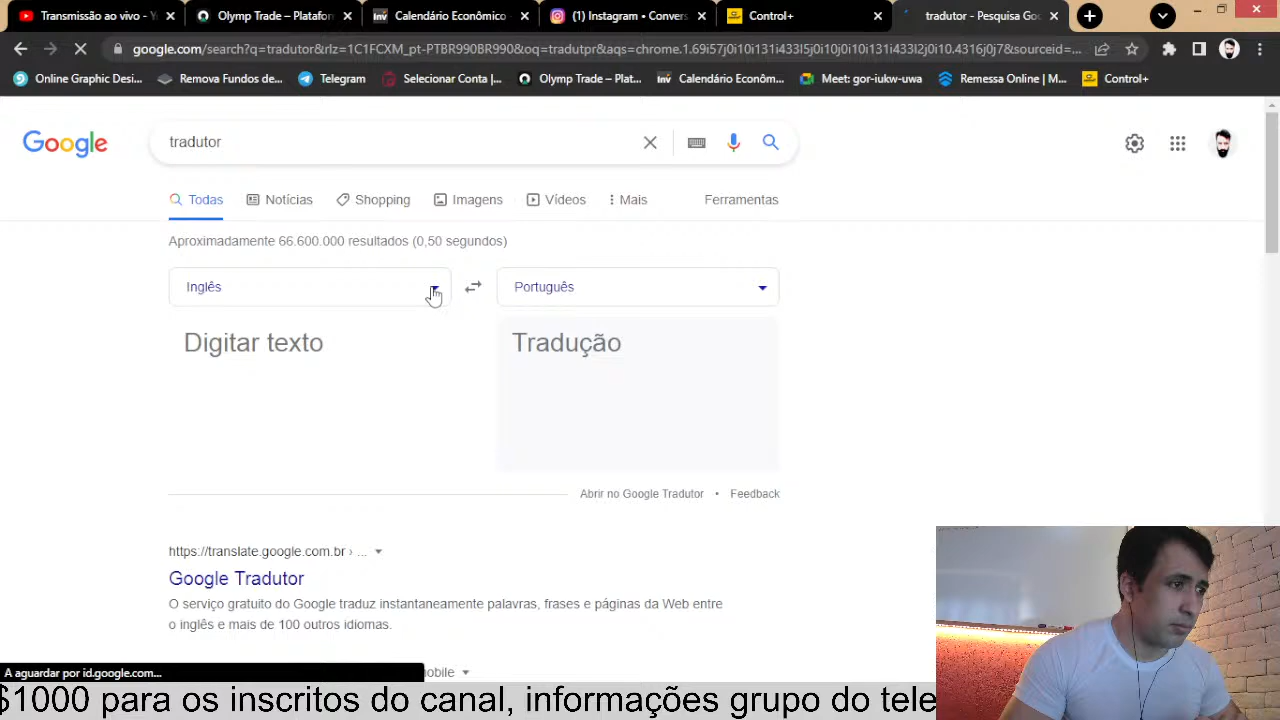 Transmissão ao vivo - Y
Olymp Trade – Platafor
Calendário Econômico
(1) Instagram • Convers
Control+
tradutor - Pesquisa Goo
google.com/search?q=tradutor&rlz=1C1FCXM_pt-PTBR990BR990&oq=tradutpr&aqs=chrome.1.69i57j0i10i131i433l5j0i10j0i10i131i433l2j0i10.4316j0j7&sourceid=...
Online Graphic Desi...
Remova Fundos de...
Telegram
Selecionar Conta |...
Olymp Trade – Plat...
Calendário Econôm...
Meet: gor-iukw-uwa
Remessa Online | M...
Control+
Google
tradutor
Todas
Notícias
Shopping
Imagens
Vídeos
Mais
Ferramentas
Aproximadamente 66.600.000 resultados (0,50 segundos)
Inglês
Português
Digitar texto
Tradução
Abrir no Google Tradutor • Feedback
https://translate.google.com.br › ...
Google Tradutor
O serviço gratuito do Google traduz instantaneamente palavras, frases e páginas da Web entre
o inglês e mais de 100 outros idiomas.
A aguardar por id.google.com...
mobile
$1000 para os inscritos do canal, informações grupo do tele